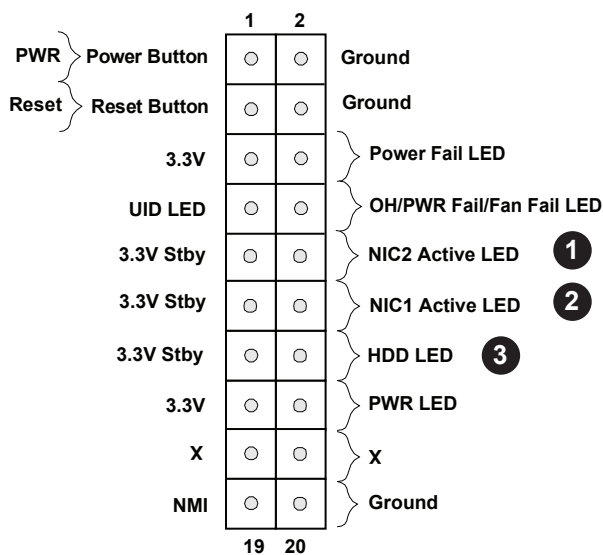 1 2
PWR Power Button Ground
Reset Reset Button Ground
3.3V Power Fail LED
UID LED OH/PWR Fail/Fan Fail LED
3.3V Stby NIC2 Active LED 1
3.3V Stby NIC1 Active LED 2
3.3V Stby HDD LED 3
3.3V PWR LED
X X
NMI Ground
19 20